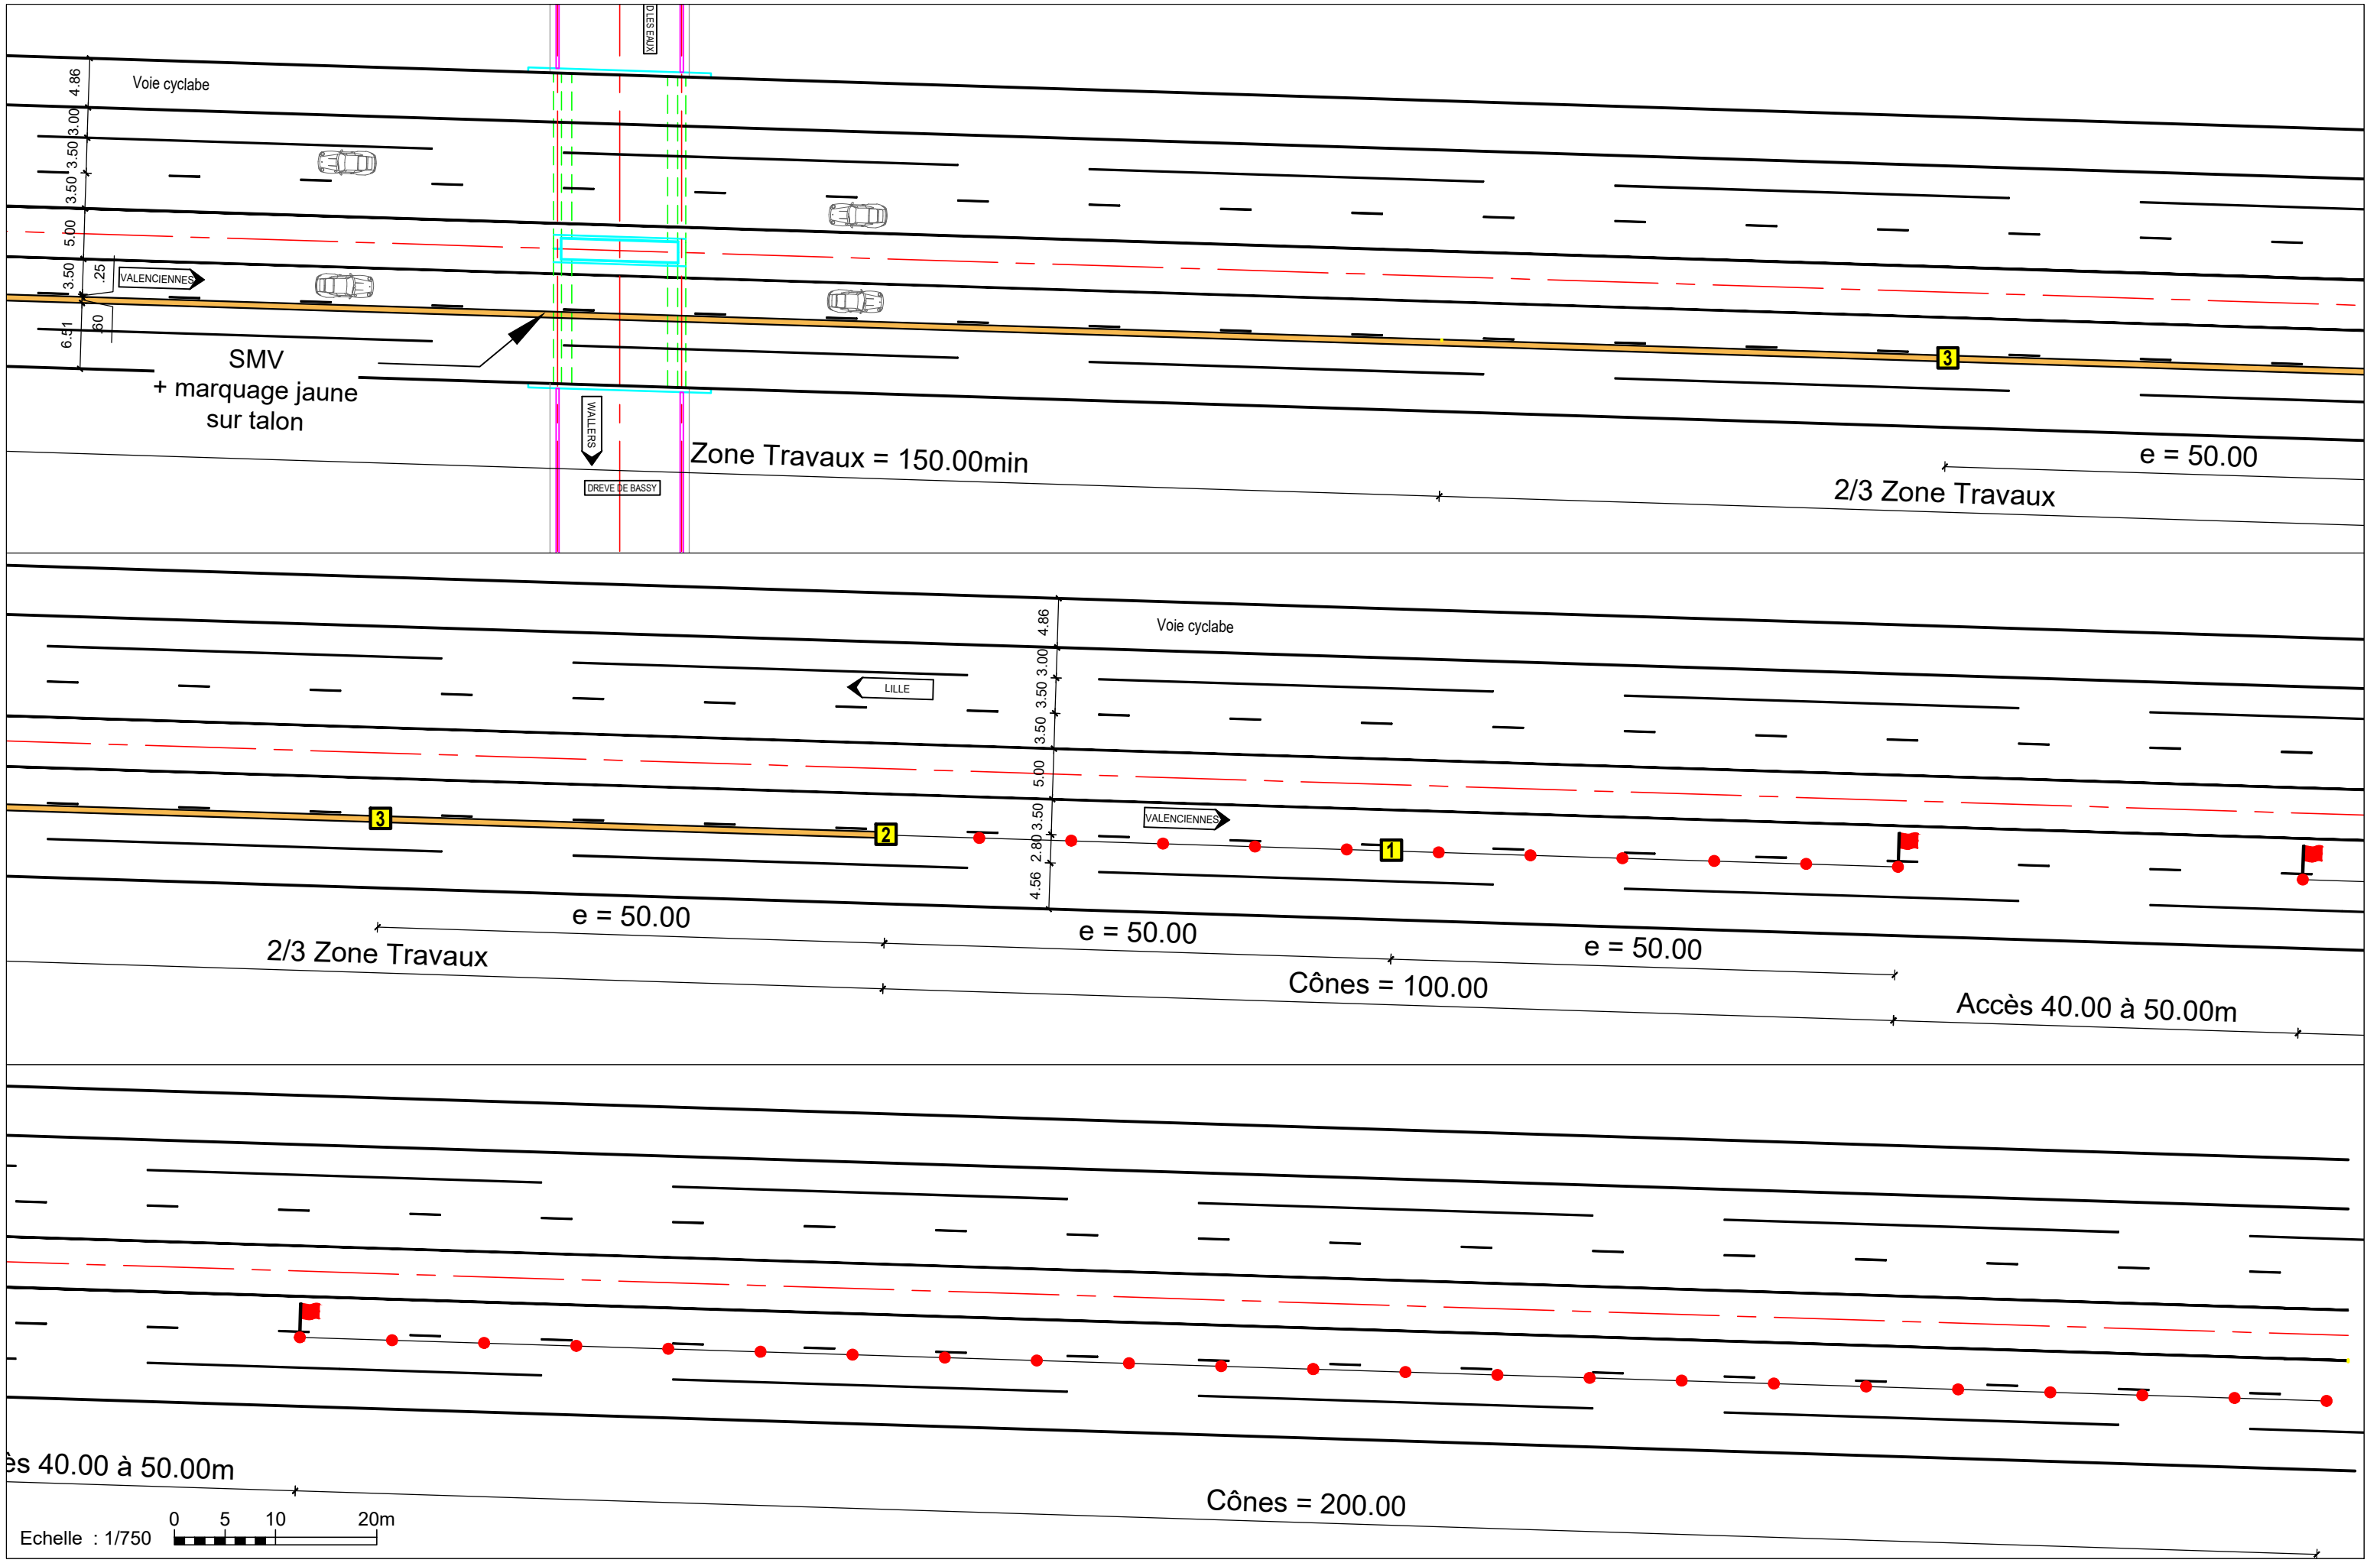 D LES EAUX
4.86
Voie cyclabe
3.00
3.50
3.50
5.00
3.50
.25
VALENCIENNES
.60
6.51
SMV
+ marquage jaune
sur talon
WALLERS
DREVE DE BASSY
Zone Travaux = 150.00min
3
e = 50.00
2/3 Zone Travaux
4.86
Voie cyclabe
3.00
3.50
3.50
LILLE
5.00
3.50
VALENCIENNES
2.80
4.56
3
2
1
e = 50.00
e = 50.00
e = 50.00
2/3 Zone Travaux
Cônes = 100.00
Accès 40.00 à 50.00m
ès 40.00 à 50.00m
Cônes = 200.00
0 5 10 20m
Echelle : 1/750